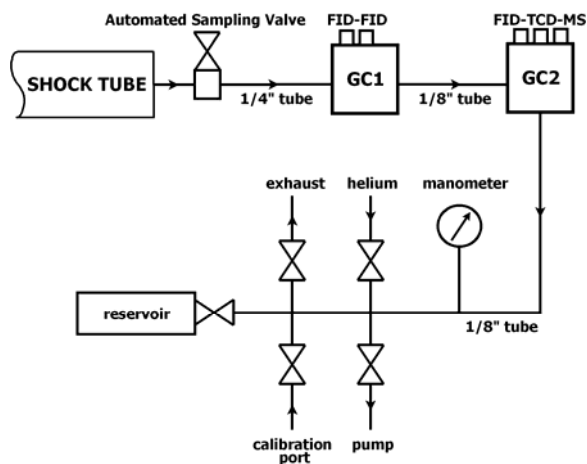 Automated Sampling Valve
FID-FID
FID-TCD-MS
SHOCK TUBE
GC1
GC2
1/4" tube
1/8" tube
exhaust
helium
manometer
reservoir
1/8" tube
calibration
port
pump